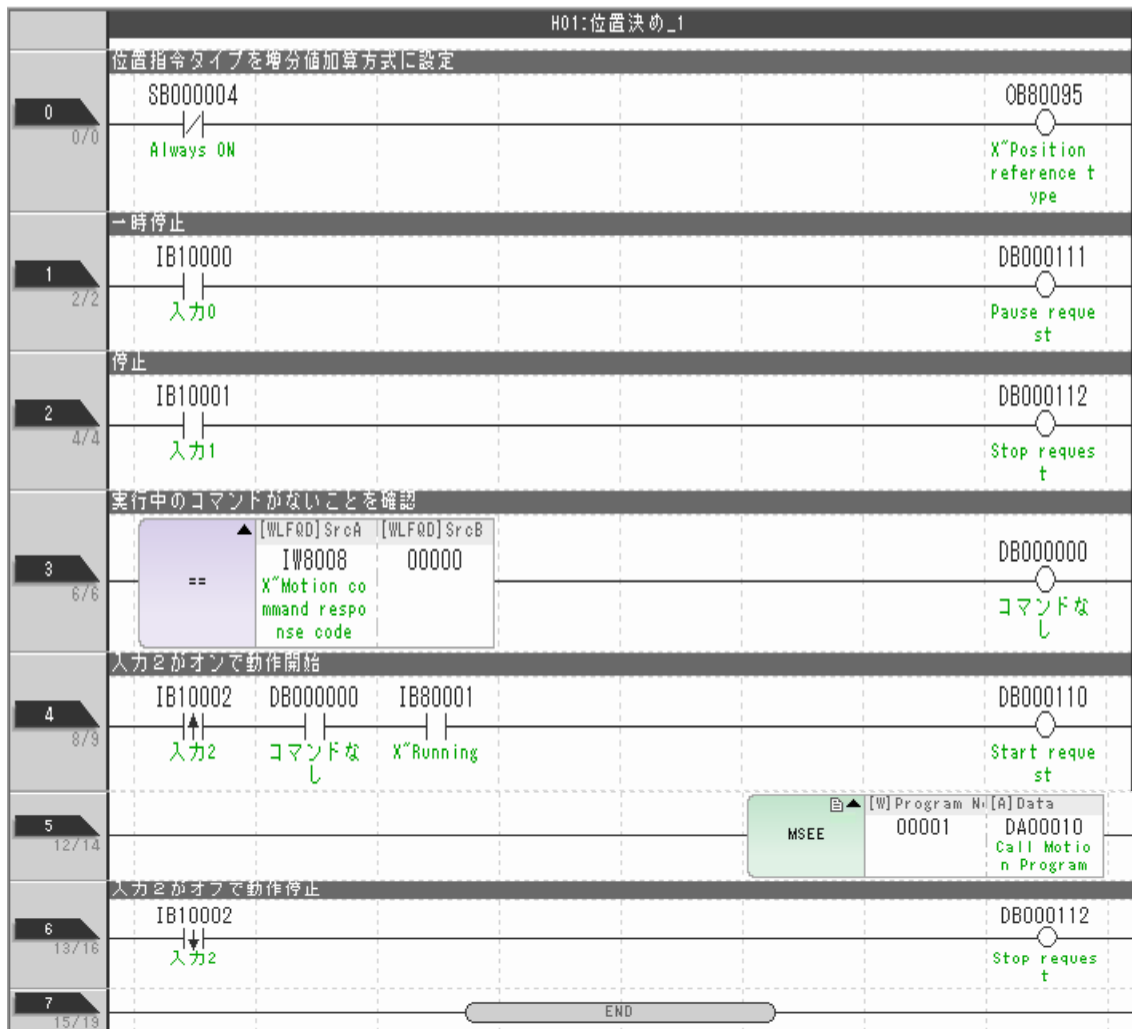 H01:位置決め_1
位置指令タイプを増分値加算方式に設定
0
0/0
SB000004
Always ON
OB80095
X~Position
reference t
ype
一時停止
1
2/2
IB10000
入力0
DB000111
Pause reque
st
停止
2
4/4
IB10001
入力1
DB000112
Stop reques
t
実行中のコマンドがないことを確認
3
6/6
==
[WLFQD]SrcA [WLFQD]SrcB
IW8008 00000
X~Motion co
mmand respo
nse code
DB000000
コマンドな
し
入力2がオンで動作開始
4
8/9
IB10002 DB000000 IB80001
入力2 コマンドな X~Running
し
DB000110
Start reque
st
5
12/14
MSEE
[W]Program N [A]Data
00001 DA00010
Call Motio
n Program
入力2がオフで動作停止
6
13/16
IB10002
入力2
DB000112
Stop reques
t
7
15/19
END